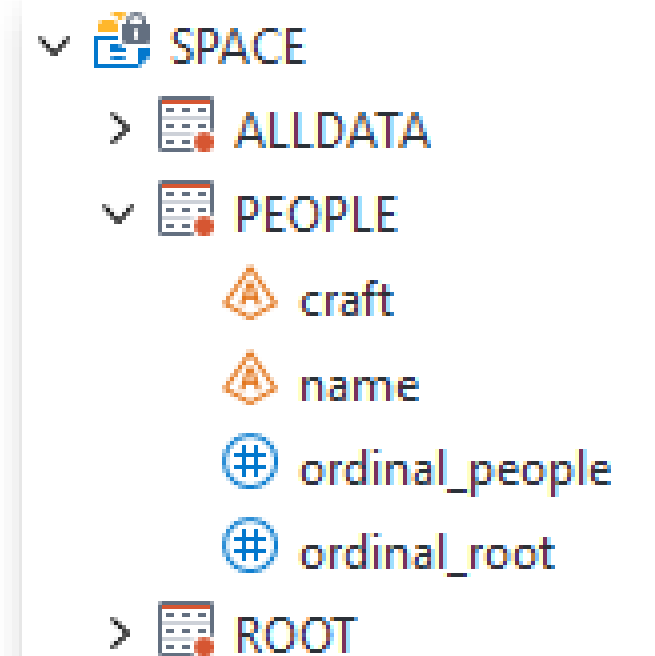 SPACE
ALLDATA
PEOPLE
craft
name
ordinal_people
ordinal_root
ROOT